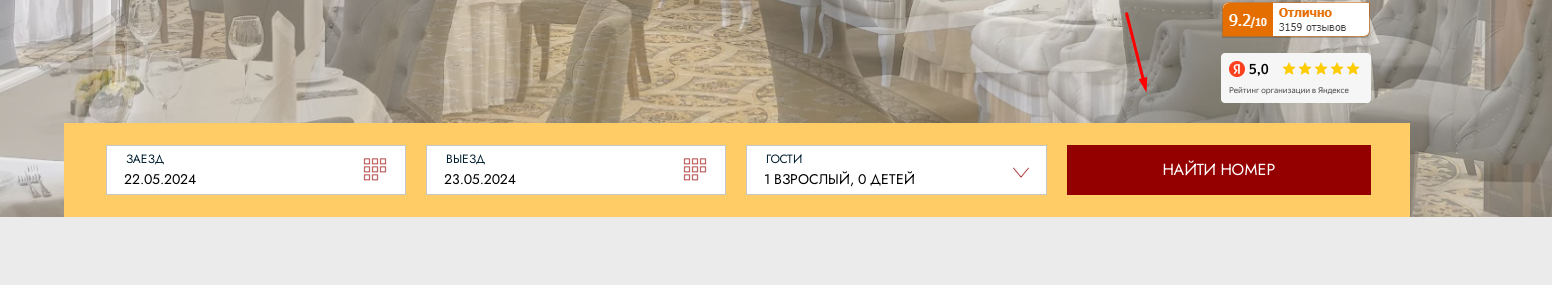 9.2/10
Отлично
3159 отзывов
Я 5,0
Рейтинг организации в Яндексе
ЗАЕЗД
22.05.2024
ВЫЕЗД
23.05.2024
ГОСТИ
1 ВЗРОСЛЫЙ, 0 ДЕТЕЙ
НАЙТИ НОМЕР